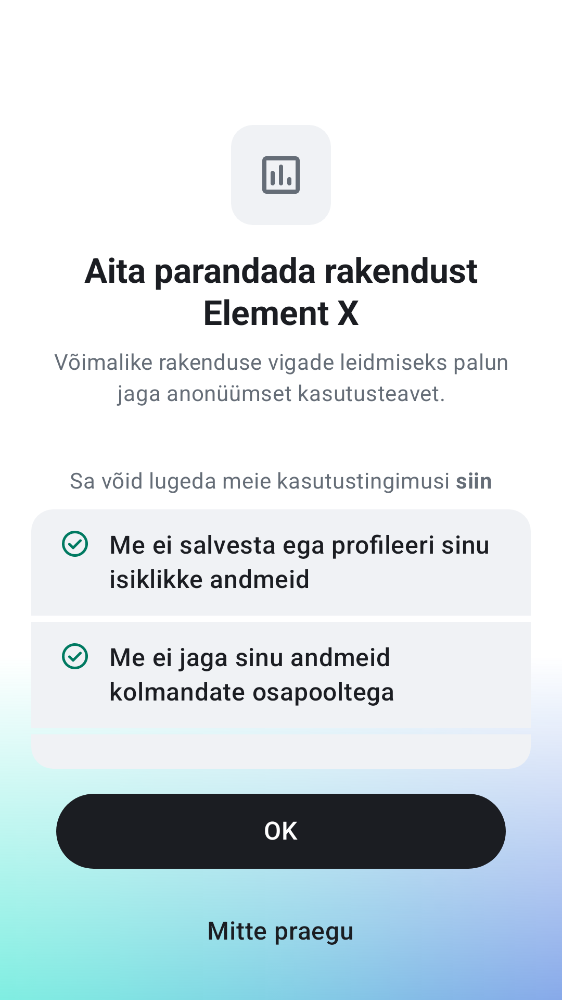 Aita parandada rakendust
Element X
Võimalike rakenduse vigade leidmiseks palun
jaga anonüümset kasutusteavet.
Sa võid lugeda meie kasutustingimusi siin
Me ei salvesta ega profileeri sinu
isiklikke andmeid
Me ei jaga sinu andmeid
kolmandate osapooltega
OK
Mitte praegu